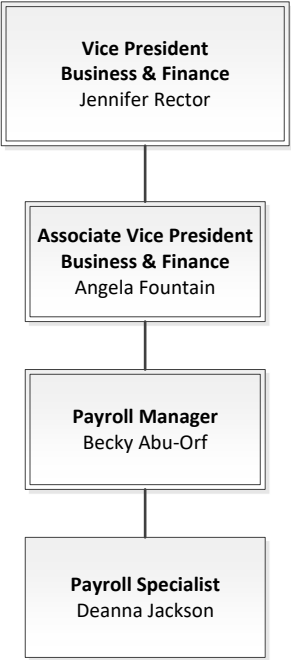 Vice President
Business & Finance
Jennifer Rector
Associate Vice President
Business & Finance
Angela Fountain
Payroll Manager
Becky Abu-Orf
Payroll Specialist
Deanna Jackson